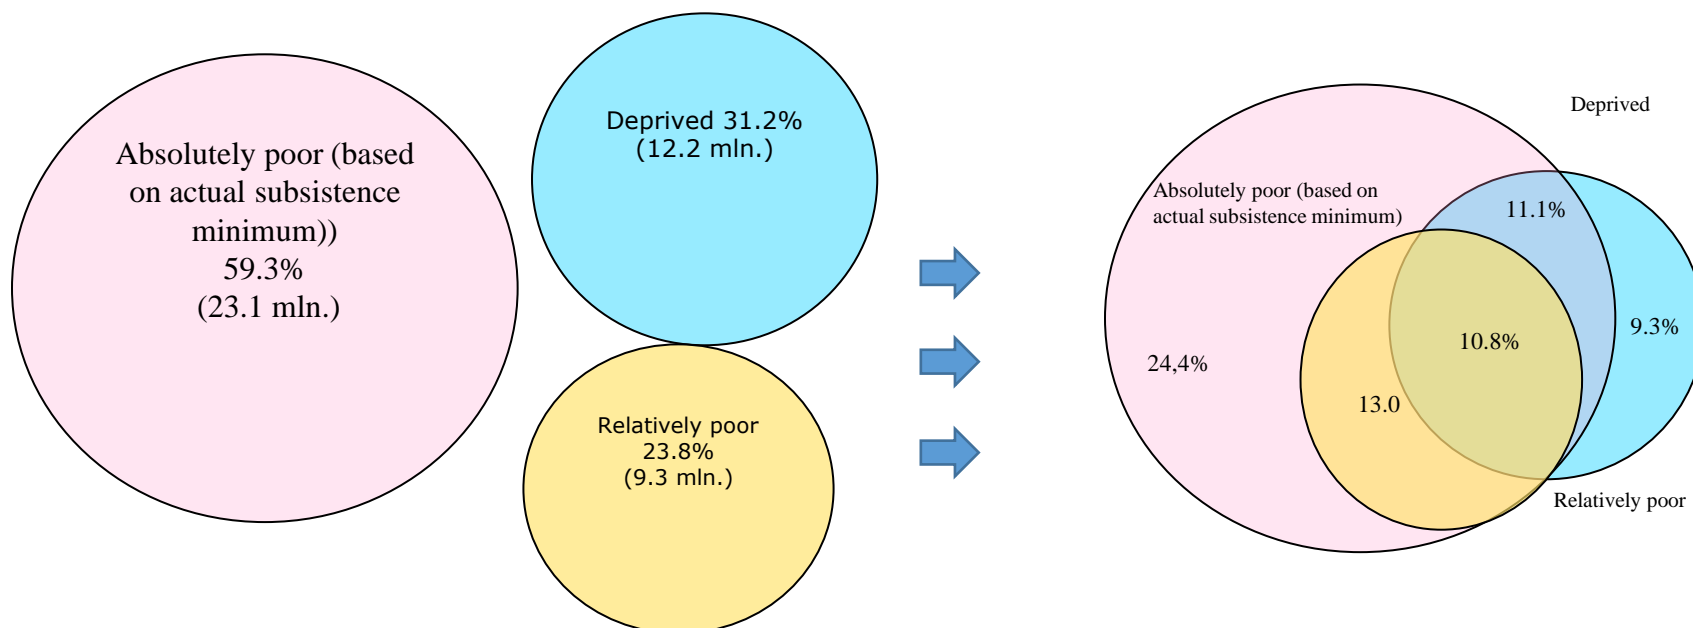 Absolutely poor (based
on actual subsistence
minimum))
59.3%
(23.1 mln.)
Deprived 31.2%
(12.2 mln.)
Relatively poor
23.8%
(9.3 mln.)
Deprived
Absolutely poor (based on
actual subsistence minimum)
11.1%
9.3%
10.8%
24,4%
13.0
Relatively poor